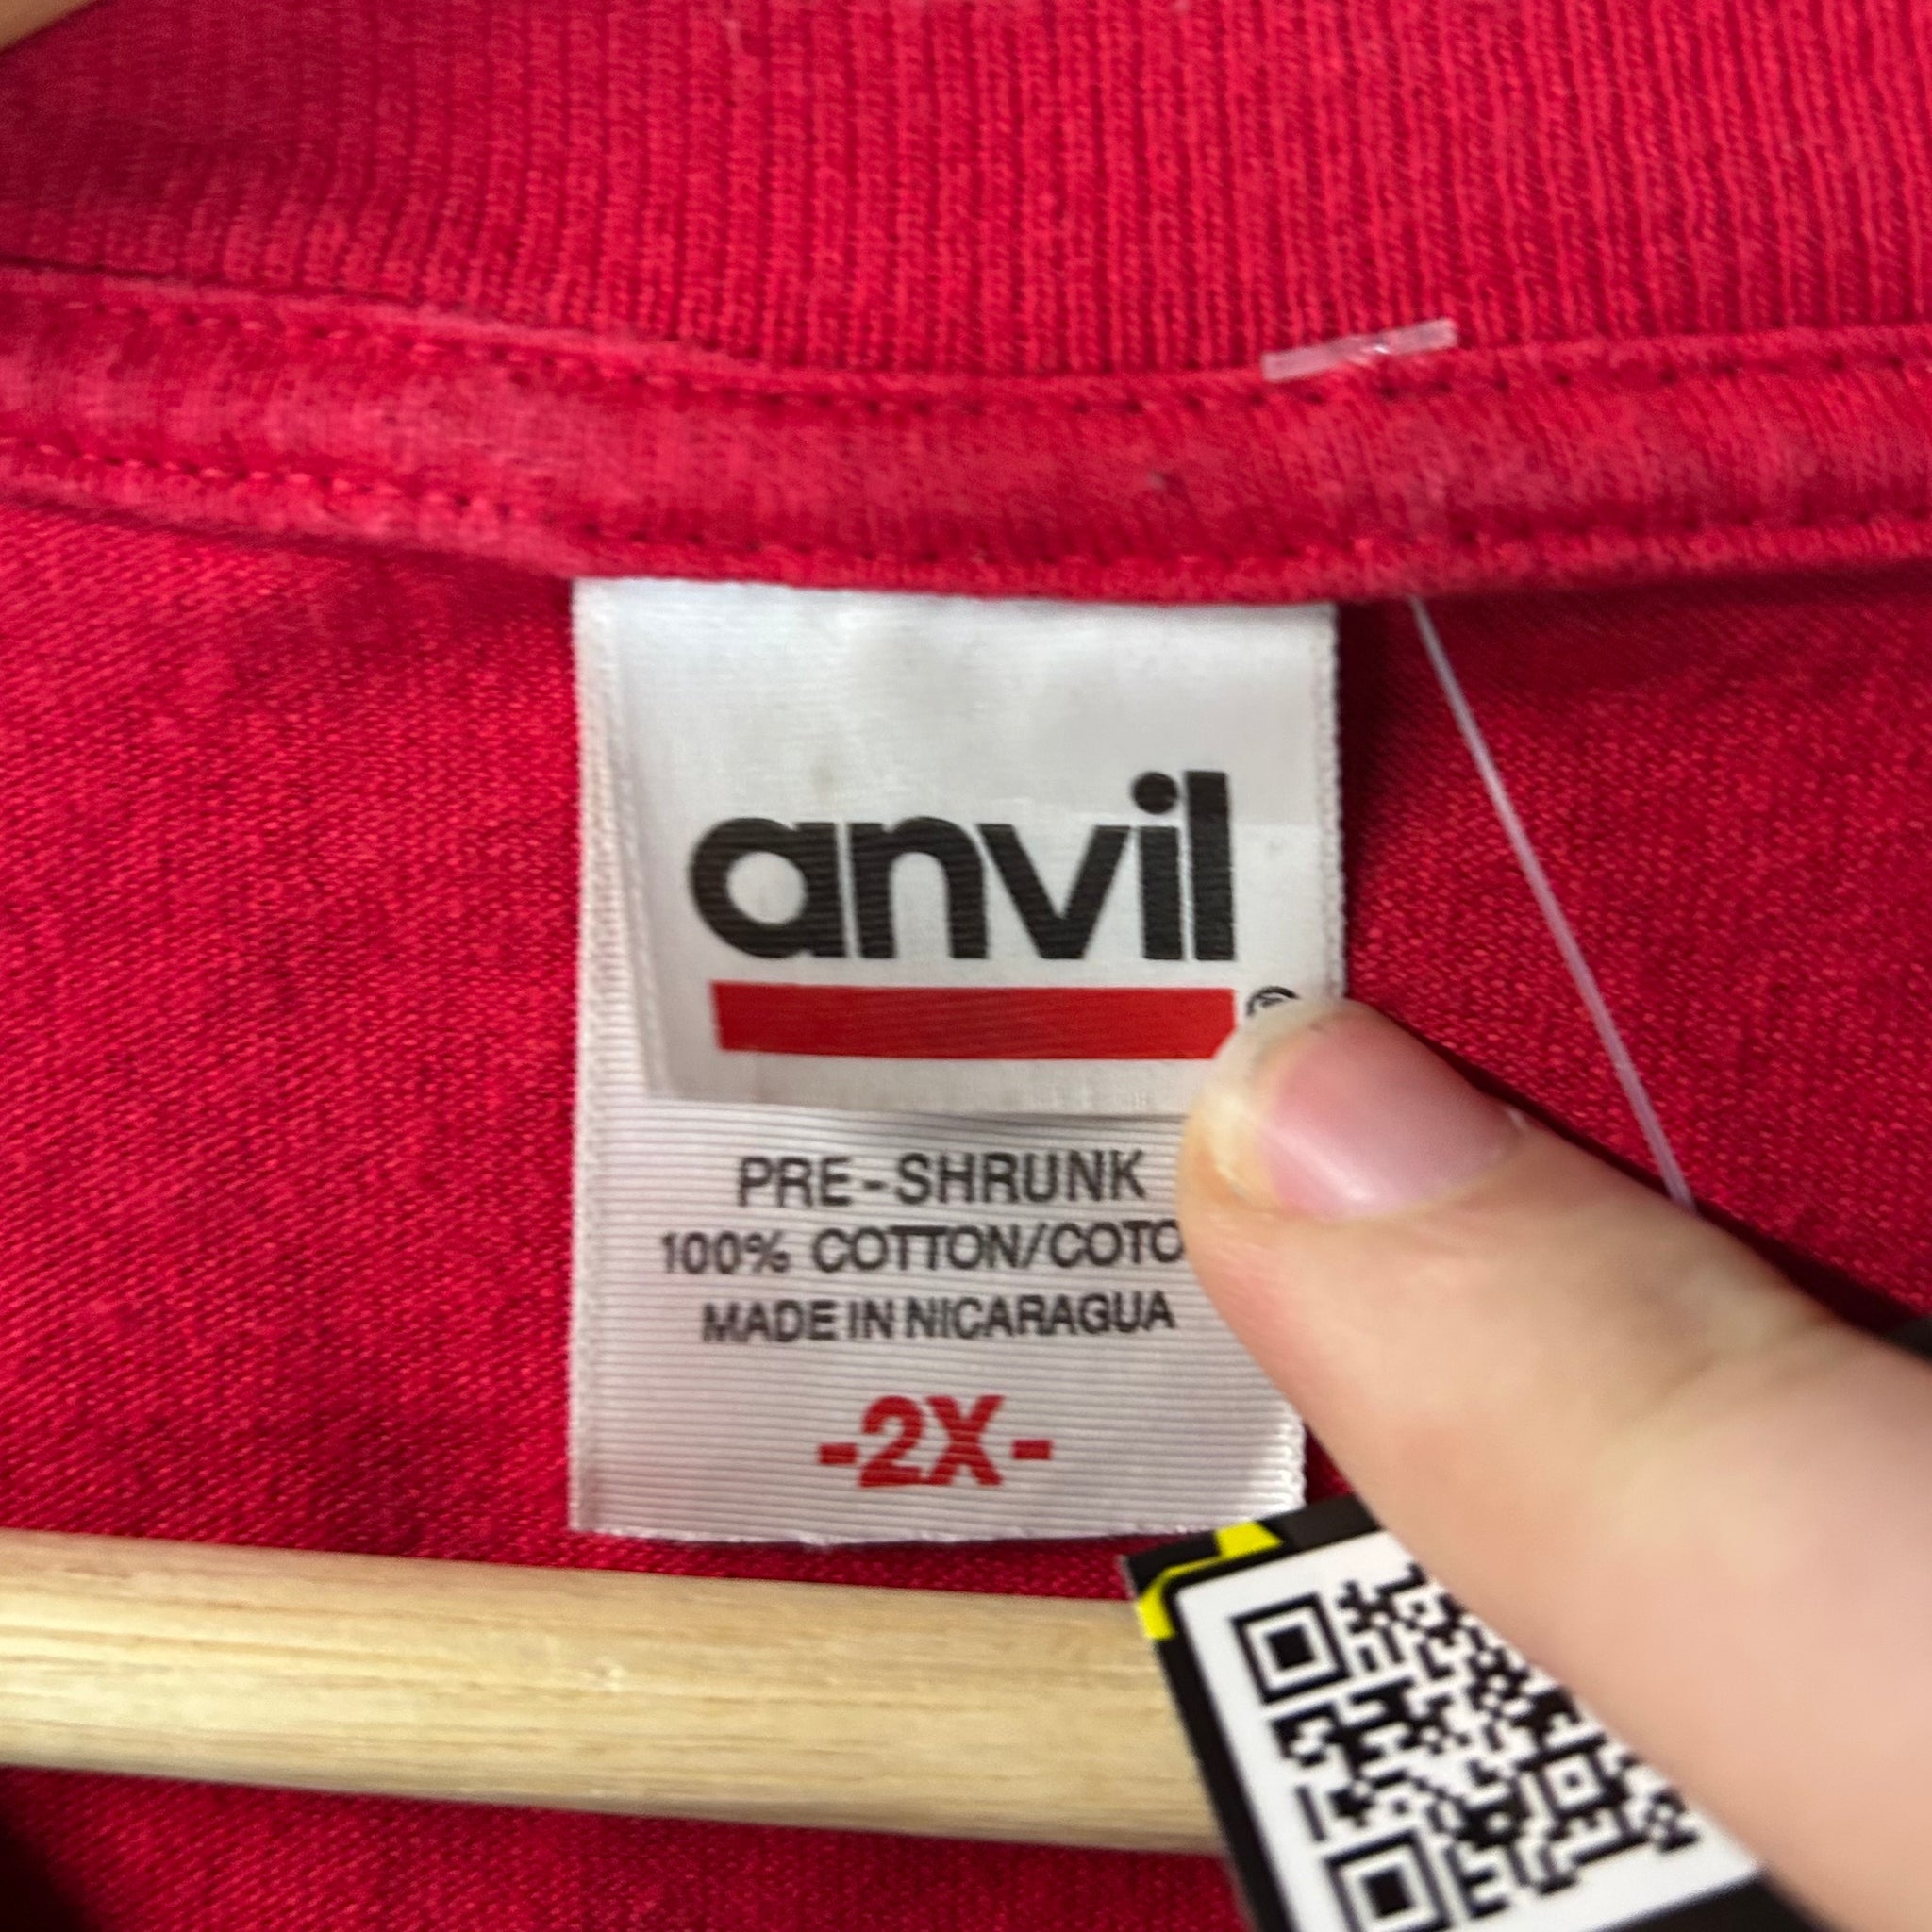 anvil
®
PRE-SHRUNK
100% COTTON/COTO
MADE IN NICARAGUA
-2X-